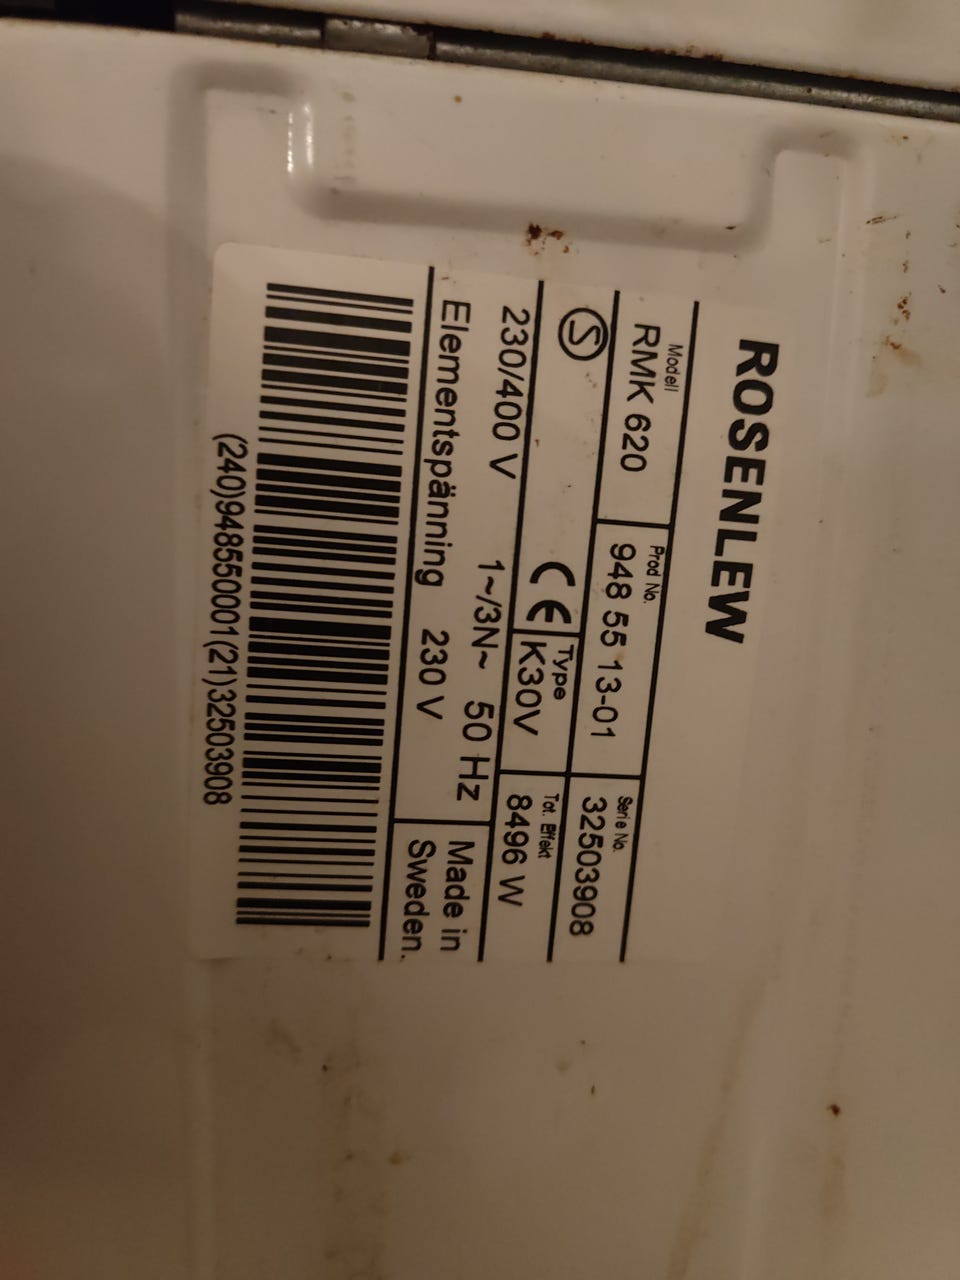 ROSENLEW
Modell Prod No. Serie No.
RMK 620 948 55 13-01 32503908
S CE Type Tot. Effekt
K30V 8496 W
230/400 V 1~/3N~ 50 Hz Made in
Elementspänning 230 V Sweden.
(240)948550001(21)32503908